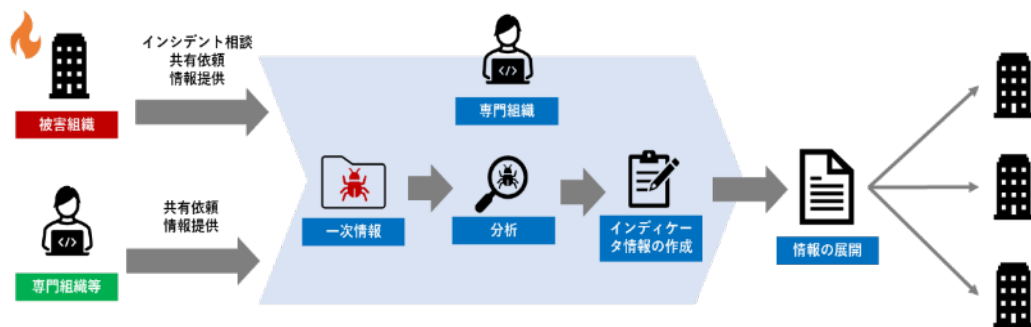 インシデント相談
共有依頼
情報提供
被害組織
専門組織
共有依頼
情報提供
専門組織等
一次情報
分析
インディケー
タ情報の作成
情報の展開